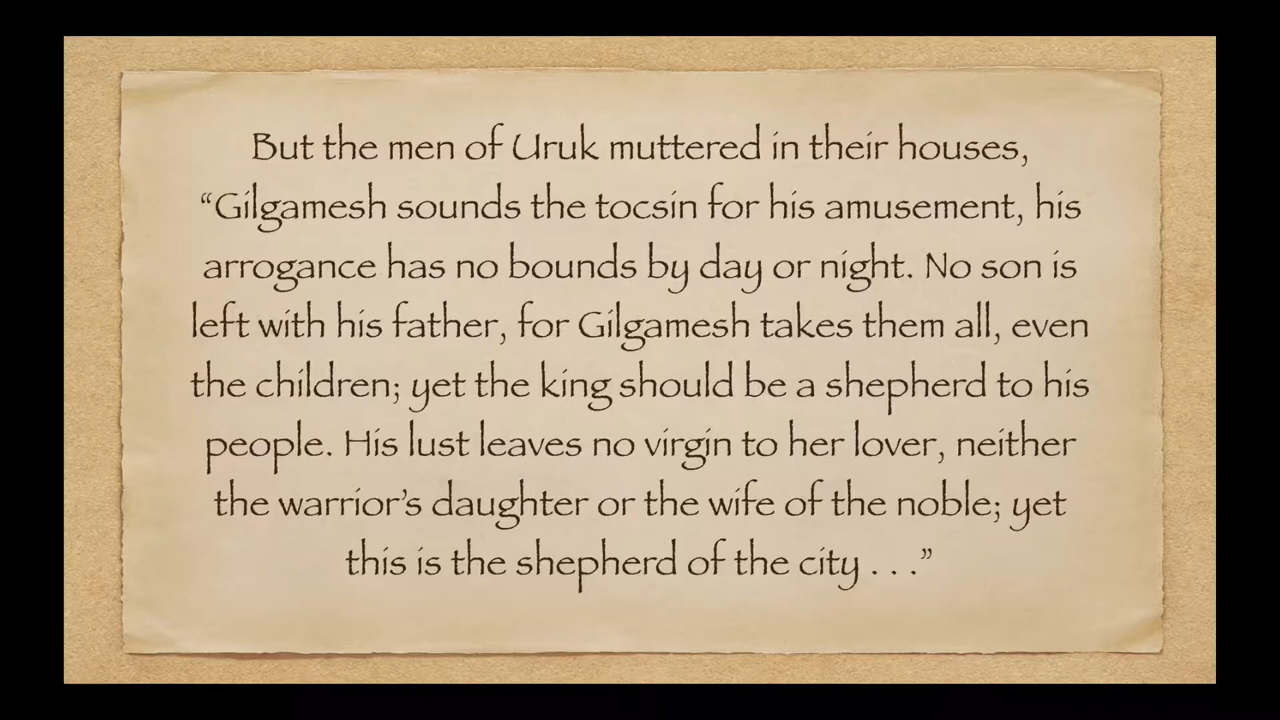 But the men of Uruk muttered in their houses,
“Gilgamesh sounds the tocsin for his amusement, his
arrogance has no bounds by day or night. No son is
left with his father, for Gilgamesh takes them all, even
the children; yet the king should be a shepherd to his
people. His lust leaves no virgin to her lover, neither
the warrior’s daughter or the wife of the noble; yet
this is the shepherd of the city . . .”